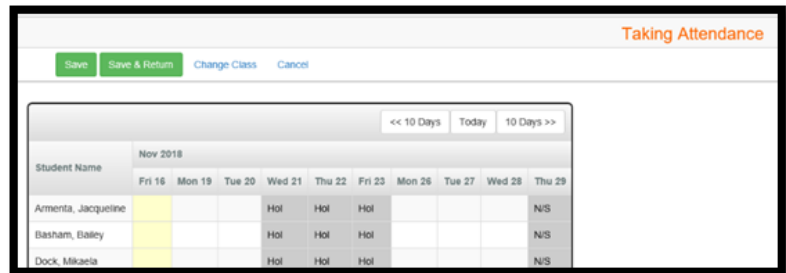 Taking Attendance
Save Save & Return Change Class Cancel
<< 10 Days Today 10 Days >>
Student Name Nov 2018
Fri 16 Mon 19 Tue 20 Wed 21 Thu 22 Fri 23 Mon 26 Tue 27 Wed 28 Thu 29
Armenta, Jacqueline Hol Hol Hol N/S
Basham, Bailey Hol Hol Hol N/S
Dock, Mikaela Hol Hol Hol N/S